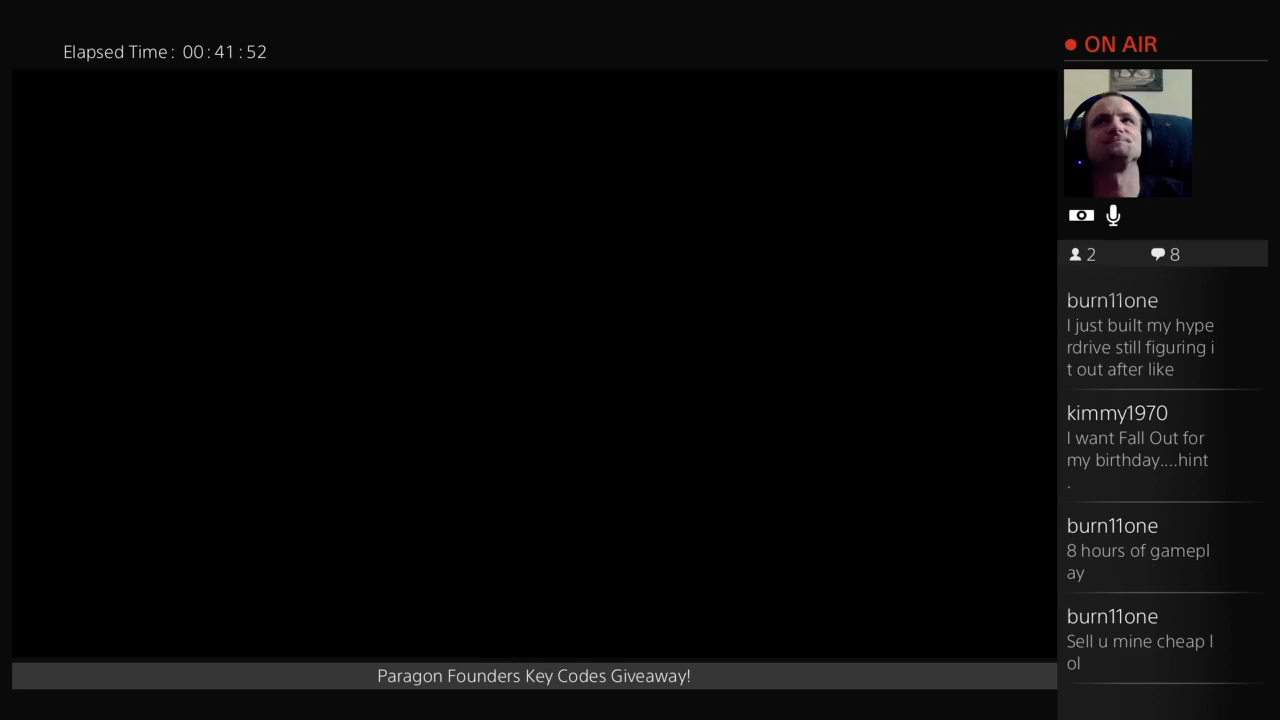 Elapsed Time: 00:41:52
ON AIR
2 8
burn11one
I just built my hype
rdrive still figuring i
t out after like
kimmy1970
I want Fall Out for
my birthday....hint
.
burn11one
8 hours of gamepl
ay
burn11one
Sell u mine cheap l
ol
Paragon Founders Key Codes Giveaway!